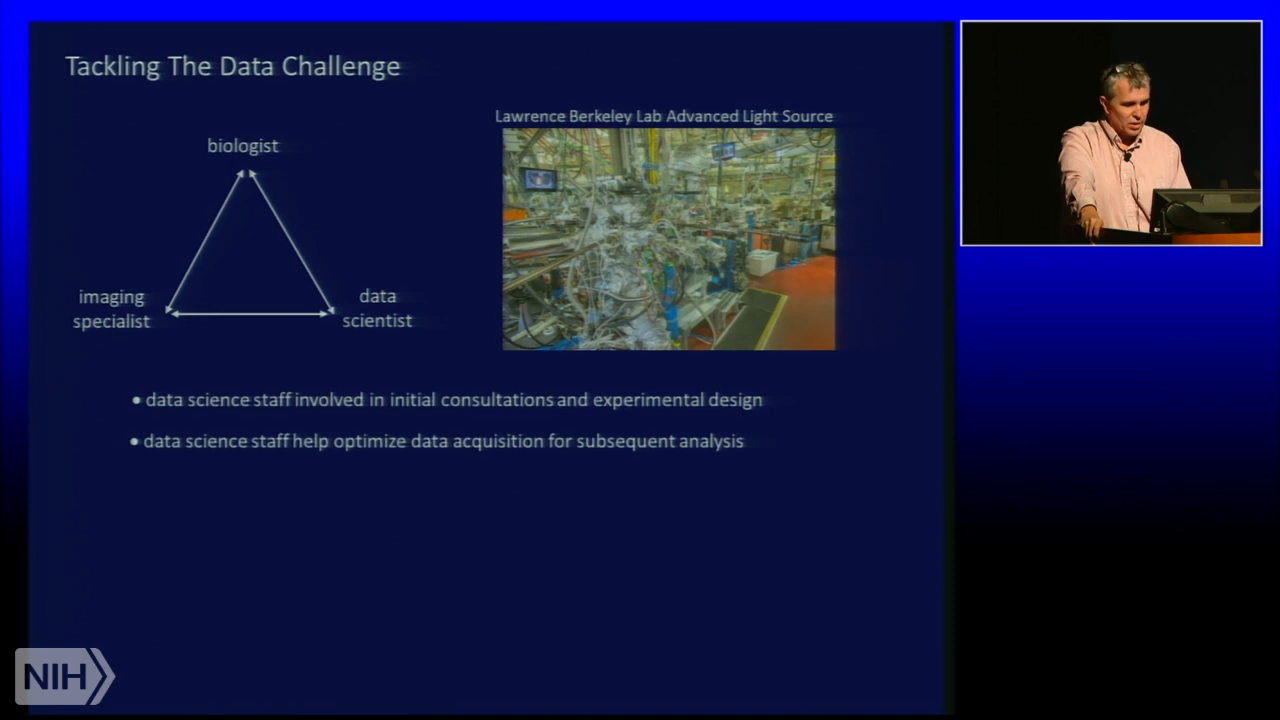 Tackling The Data Challenge
Lawrence Berkeley Lab Advanced Light Source
biologist
imaging
specialist
data
scientist
• data science staff involved in initial consultations and experimental design
• data science staff help optimize data acquisition for subsequent analysis
NIH